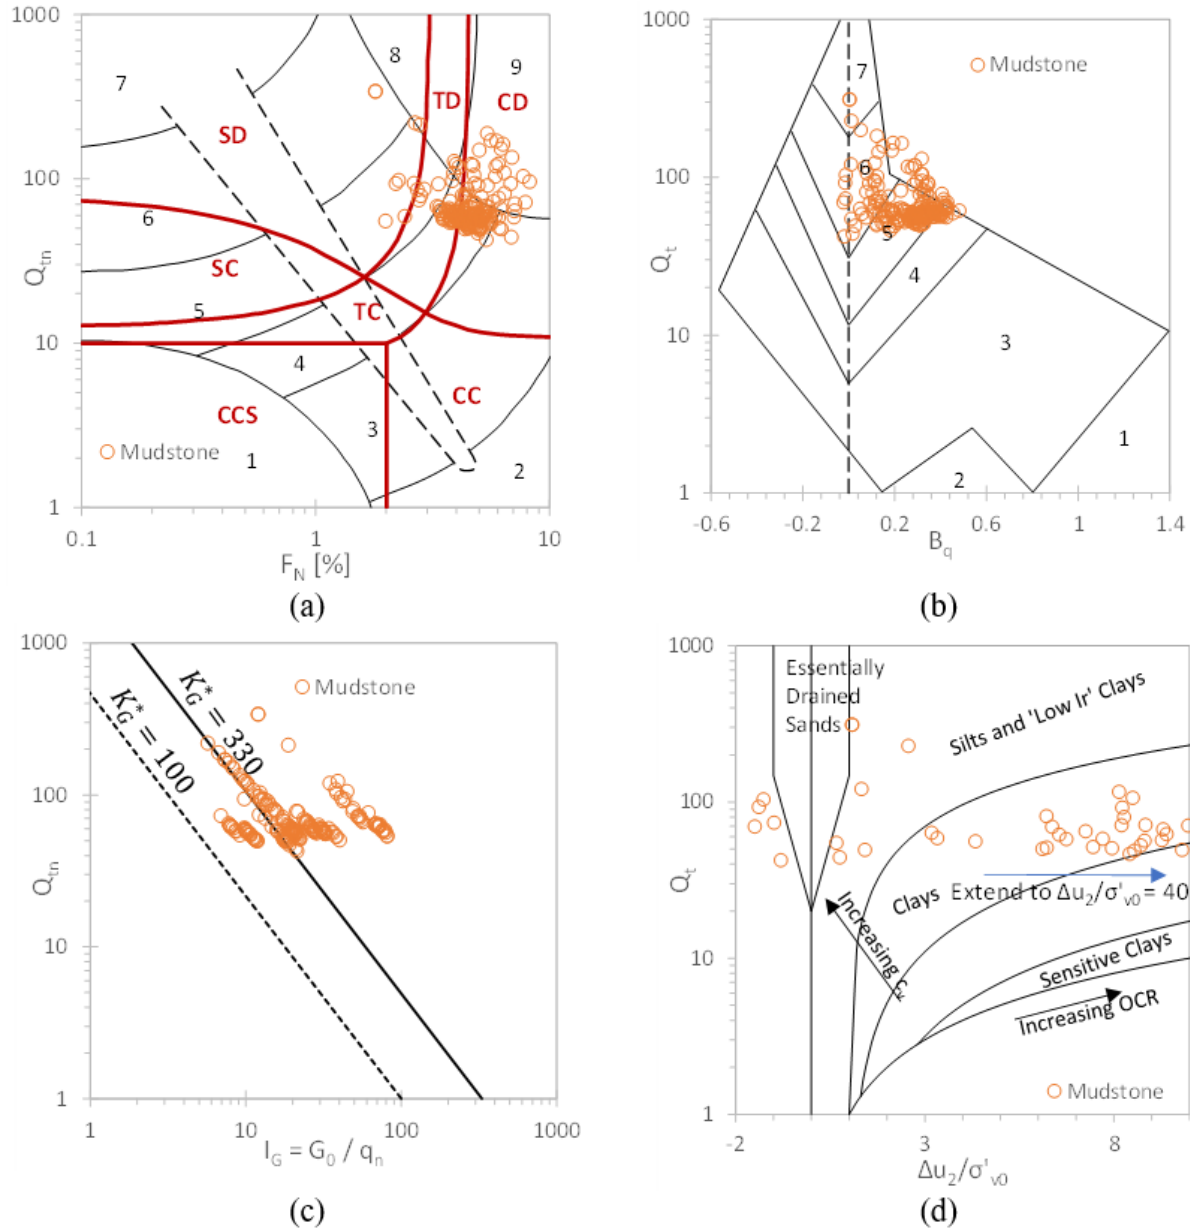 1000
100
10
1
Q_tn
7
8
9
TD
CD
SD
6
SC
5
TC
4
CC
CCS
3
Mudstone
1
2
0.1
1
10
F_N [%]
(a)
1000
100
10
1
Q_t
Mudstone
7
6
5
4
3
1
2
-0.6
-0.2
0.2
0.6
1
1.4
B_q
(b)
1000
100
10
1
Q_tn
K*_G = 330
K*_G = 100
Mudstone
1
10
100
1000
I_G = G_0 / q_n
(c)
1000
100
10
1
Q_t
Essentially
Drained
Sands
Silts and 'Low Ir' Clays
Clays
Extend to Δu_2/σ'_v0 = 40
Increasing c_v
Sensitive Clays
Increasing OCR
Mudstone
-2
3
8
Δu_2/σ'_v0
(d)